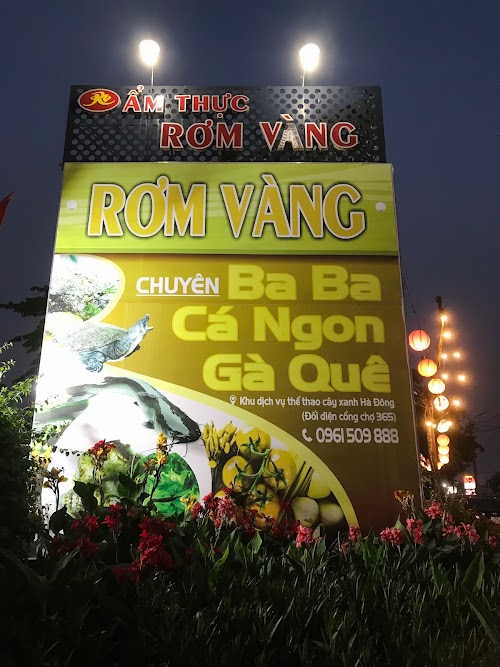 RV ẨM THỰC
RƠM VÀNG
RƠM VÀNG
CHUYÊN Ba Ba
Cá Ngon
Gà Quê
Khu dịch vụ thể thao cây xanh Hà Đông
(Đối diện cổng chợ 365)
0961 509 888